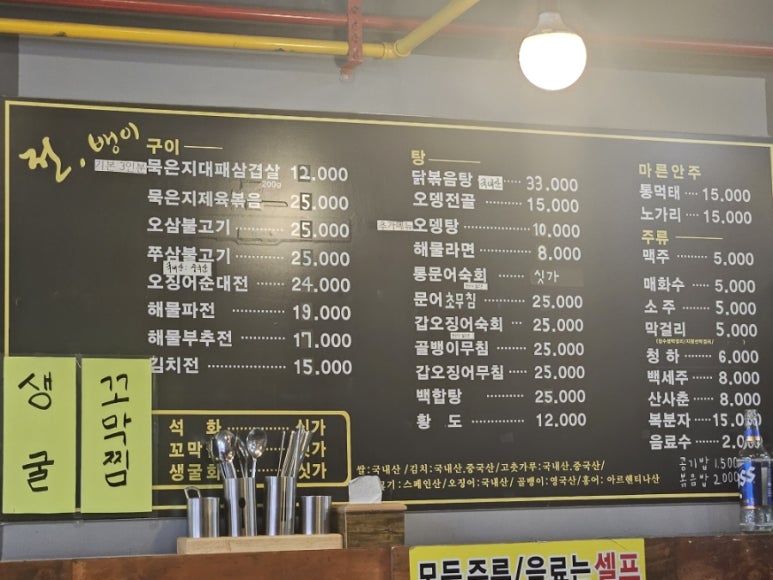 전. 뱅이
구이
기본 3인분
묵은지대패삼겹살 12.000
200g
묵은지제육볶음 25.000
오삼불고기 25.000
쭈삼불고기 25.000
오징어순대전 24.000
해물파전 19.000
해물부추전 17.000
김치전 15.000
석 화 싯가
꼬막 싯가
생굴회 싯가
생굴
꼬막찜
탕
닭볶음탕 국내산 33.000
오뎅전골 15.000
오뎅탕 10.000
해물라면 8.000
통문어숙회 싯가
문어초무침 25.000
갑오징어숙회 25.000
골뱅이무침 25.000
갑오징어무침 25.000
백합탕 25.000
황 도 12.000
마른안주
통먹태 15.000
노가리 15.000
주류
맥주 5.000
매화수 5.000
소 주 5.000
막걸리 5.000
청 하 6.000
백세주 8.000
산사춘 8.000
복분자 15.000
음료수 2.000
공기밥 1.500
볶음밥 2.000
쌀:국내산/김치:국내산,중국산/고춧가루:국내산,중국산/
고기:스페인산/오징어:국내산/ 골뱅이:영국산/홍어: 아르헨티나산
모든주류/음료는 셀프